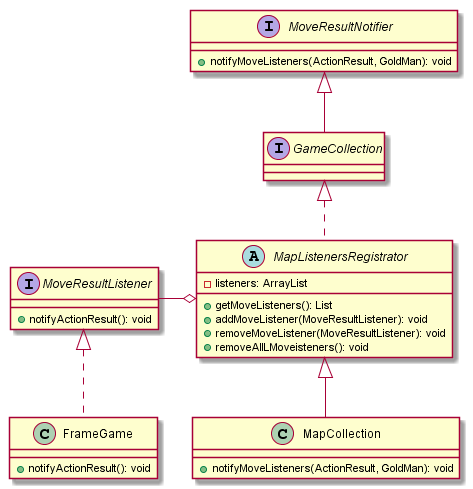 I MoveResultNotifier
notifyMoveListeners(ActionResult, GoldMan): void
I GameCollection
A MapListenersRegistrator
listeners: ArrayList
getMoveListeners(): List
addMoveListener(MoveResultListener): void
removeMoveListener(MoveResultListener): void
removeAllLMoveisteners(): void
I MoveResultListener
notifyActionResult(): void
C FrameGame
notifyActionResult(): void
C MapCollection
notifyMoveListeners(ActionResult, GoldMan): void